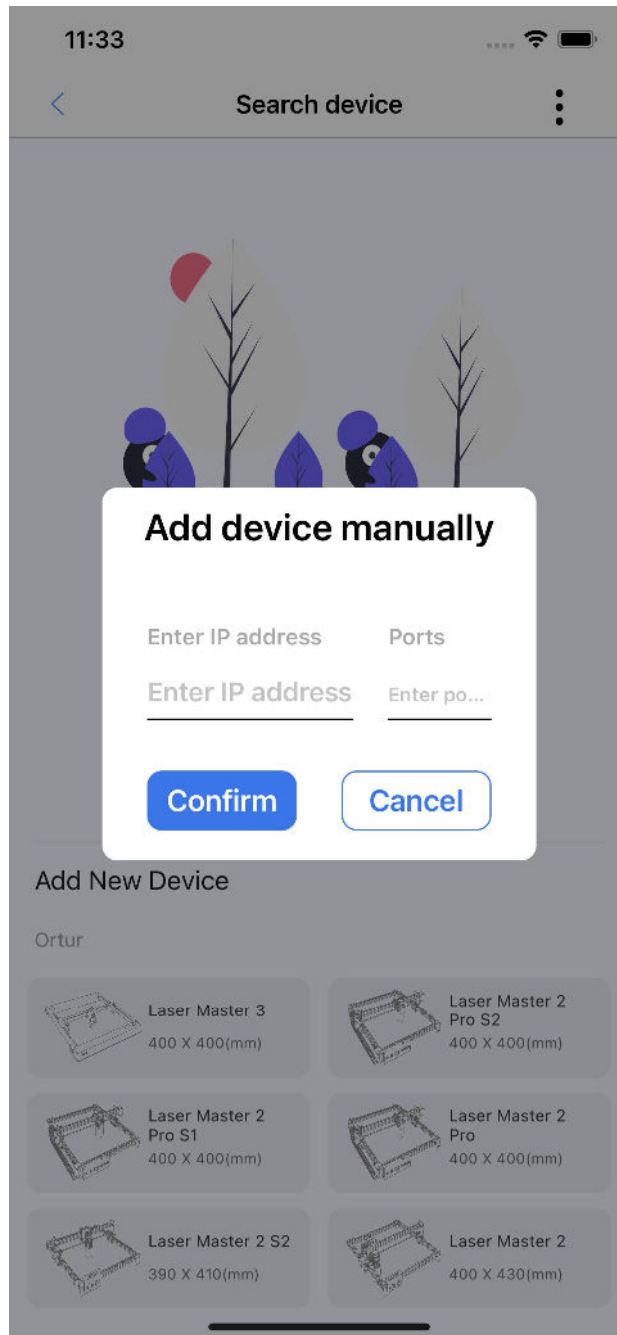 11:33
Search device
Add device manually
Enter IP address Ports
Enter IP address Enter po...
Confirm Cancel
Add New Device
Ortur
Laser Master 3
400 X 400(mm)
Laser Master 2
Pro S2
400 X 400(mm)
Laser Master 2
Pro S1
400 X 400(mm)
Laser Master 2
Pro
400 X 400(mm)
Laser Master 2 S2
390 X 410(mm)
Laser Master 2
400 X 430(mm)